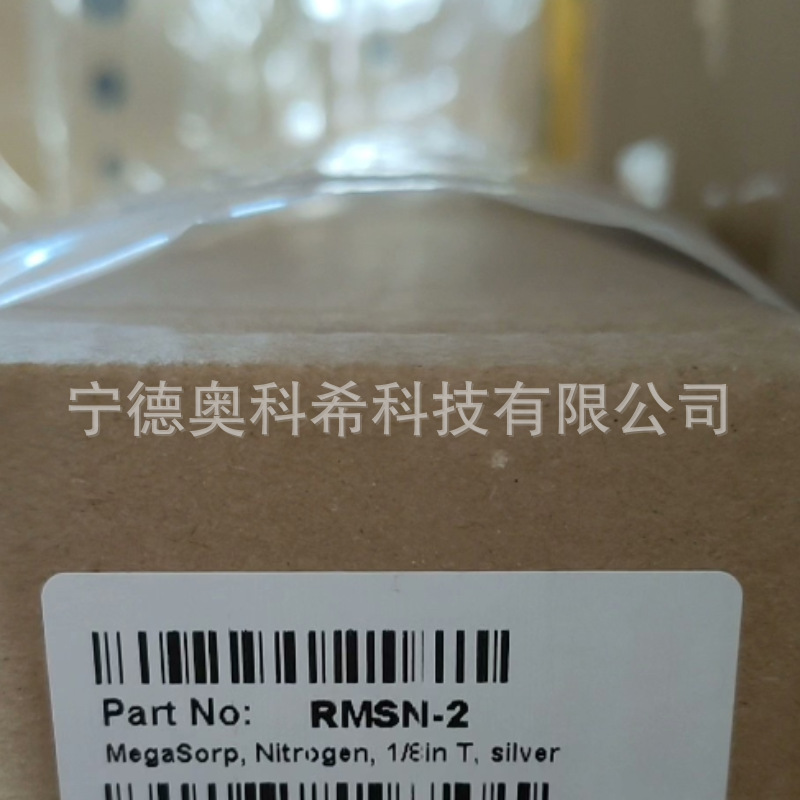 宁德奥科希科技有限公司
Part No: RMSN-2
MegaSorp, Nitrogen, 1/8in T, silver